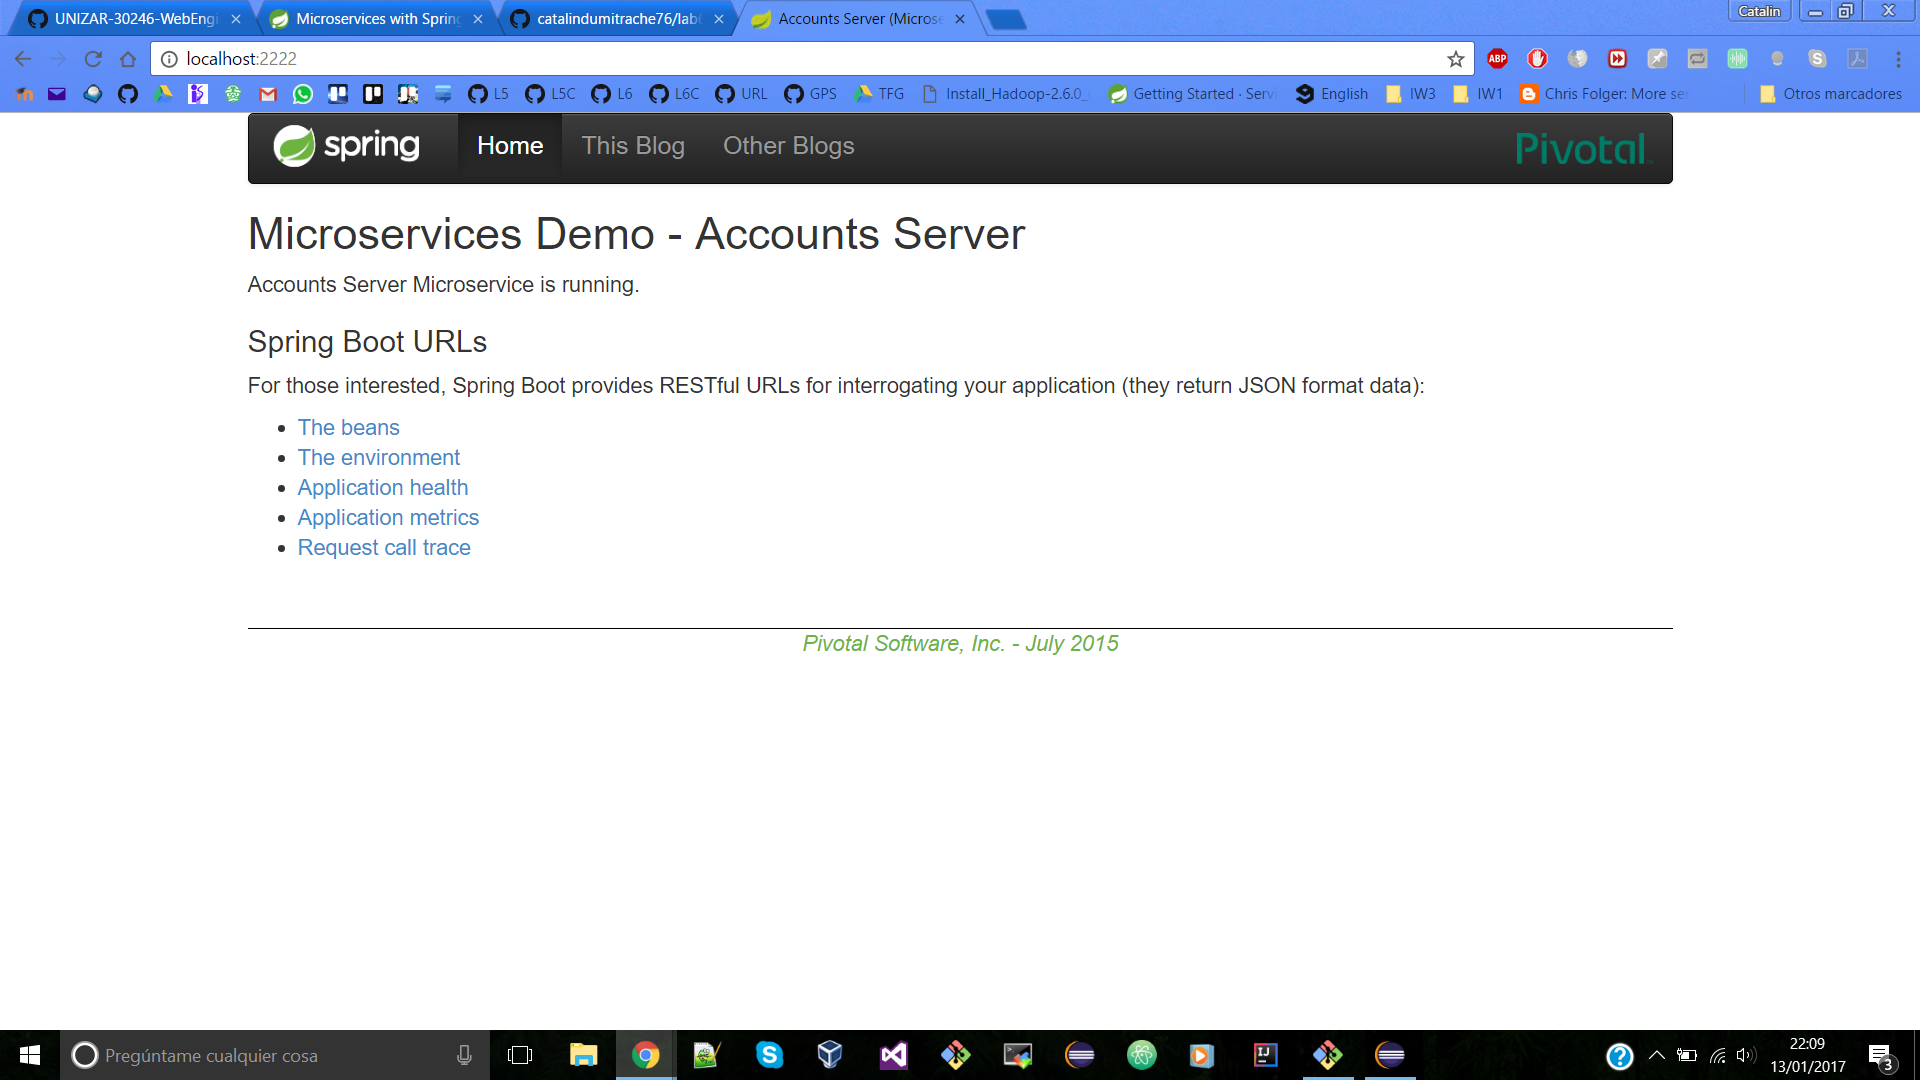 UNIZAR-30246-WebEngi
Microservices with Spring
catalindumitrache76/lab6
Accounts Server (Microse
Catalin
localhost:2222
ABP
L5
L5C
L6
L6C
URL
GPS
TFG
Install_Hadoop-2.6.0_
Getting Started · Servi
English
IW3
IW1
Chris Folger: More ser
Otros marcadores
spring
Home
This Blog
Other Blogs
Pivotal
Microservices Demo - Accounts Server
Accounts Server Microservice is running.
Spring Boot URLs
For those interested, Spring Boot provides RESTful URLs for interrogating your application (they return JSON format data):
The beans
The environment
Application health
Application metrics
Request call trace
Pivotal Software, Inc. - July 2015
Pregúntame cualquier cosa
22:09
13/01/2017
3